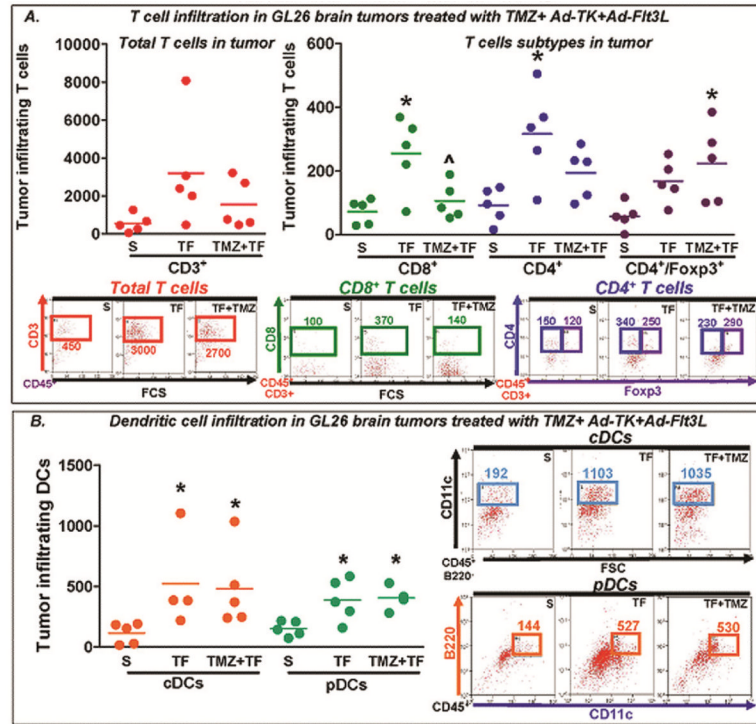 A. T cell infiltration in GL26 brain tumors treated with TMZ+ Ad-TK+Ad-Flt3L
Total T cells in tumor
Tumor infiltrating T cells
10000
8000
6000
4000
2000
0
S TF TMZ+TF
CD3+
T cells subtypes in tumor
Tumor infiltrating T cells
600
400
200
0
* ^ * *
S TF TMZ+TF S TF TMZ+TF S TF TMZ+TF
CD8+ CD4+ CD4+/Foxp3+
Total T cells
S TF TF+TMZ
CD3
450 3000 2700
CD45+
FCS
CD8+ T cells
S TF TF+TMZ
CD8
100 370 140
CD45+
CD3+
FCS
CD4+ T cells
S TF TF+TMZ
CD4
150 120 340 250 230 290
CD45+
CD3+
Foxp3
B. Dendritic cell infiltration in GL26 brain tumors treated with TMZ+ Ad-TK+Ad-Flt3L
Tumor infiltrating DCs
1500
1000
500
0
* * * *
S TF TMZ+TF S TF TMZ+TF
cDCs pDCs
cDCs
S TF TF+TMZ
CD11c
192 1103 1035
CD45+
B220-
FSC
pDCs
S TF TF+TMZ
B220
144 527 530
CD45+
CD11c